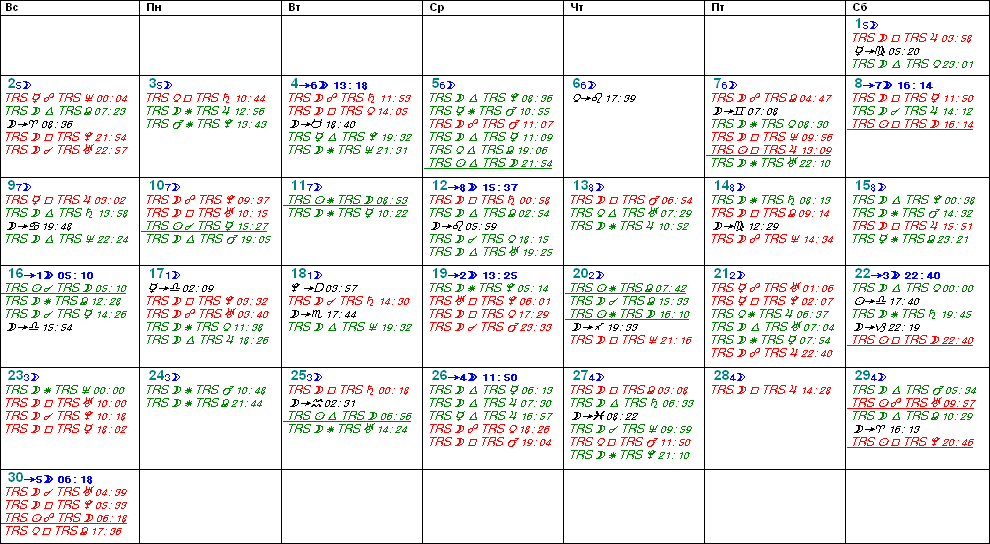 Вс Пн Вт Ср Чт Пт Сб
1 5☽
TRS ☽ □ TRS ♃ 03:58
☿→♍ 05:20
TRS ☽ △ TRS ♀ 23:01
2 5☽
TRS ☿ ☍ TRS ♆ 00:04
TRS ☽ △ TRS ☊ 07:23
☽→♈ 08:36
TRS ☽ □ TRS ♇ 21:54
TRS ☽ ☌ TRS ♅ 22:57
3 5☽
TRS ♀ □ TRS ♄ 10:44
TRS ☽ ✶ TRS ♃ 12:56
TRS ♂ ✶ TRS ♇ 13:43
4→6☽ 13:18
TRS ☽ ☍ TRS ♄ 11:53
TRS ☽ □ TRS ♀ 14:05
☽→♉ 18:40
TRS ☿ △ TRS ♇ 19:32
TRS ☽ ✶ TRS ♆ 21:31
5 6☽
TRS ☽ △ TRS ♇ 08:36
TRS ☿ ✶ TRS ♂ 10:55
TRS ☽ ☍ TRS ♂ 11:07
TRS ☽ △ TRS ☿ 11:09
TRS ♀ △ TRS ☊ 19:06
TRS ☉ △ TRS ☽ 21:54
6 6☽
♀→♌ 17:39
7 6☽
TRS ☽ ☍ TRS ☊ 04:47
☽→♊ 07:08
TRS ☽ ✶ TRS ♀ 08:30
TRS ☽ □ TRS ♆ 09:56
TRS ☉ □ TRS ♃ 13:09
TRS ☽ ✶ TRS ♅ 22:10
8→7☽ 16:14
TRS ☽ □ TRS ☿ 11:50
TRS ☽ ☌ TRS ♃ 14:12
TRS ☉ □ TRS ☽ 16:14
9 7☽
TRS ☿ □ TRS ♃ 03:02
TRS ☽ △ TRS ♄ 13:58
☽→♋ 19:48
TRS ☽ △ TRS ♆ 22:24
10 7☽
TRS ☽ ☍ TRS ♇ 09:37
TRS ☽ □ TRS ♅ 10:15
TRS ☉ ☌ TRS ☿ 15:27
TRS ☽ △ TRS ♂ 19:05
11 7☽
TRS ☉ ✶ TRS ☽ 08:53
TRS ☽ ✶ TRS ☿ 10:22
12→8☽ 15:37
TRS ☽ □ TRS ♄ 00:58
TRS ☽ △ TRS ☊ 02:54
☽→♌ 05:59
TRS ☽ ☌ TRS ♀ 18:15
TRS ☽ △ TRS ♅ 19:25
13 8☽
TRS ☽ □ TRS ♂ 06:54
TRS ♀ △ TRS ♅ 07:29
TRS ☽ ✶ TRS ♃ 10:52
14 8☽
TRS ☽ ✶ TRS ♄ 08:13
TRS ☽ □ TRS ☊ 09:14
☽→♍ 12:29
TRS ☽ ☍ TRS ♆ 14:34
15 8☽
TRS ☽ △ TRS ♇ 00:38
TRS ☽ ✶ TRS ♂ 14:32
TRS ☽ □ TRS ♃ 15:51
TRS ☿ ✶ TRS ☊ 23:21
16→1☽ 05:10
TRS ☉ ☌ TRS ☽ 05:10
TRS ☽ ✶ TRS ☊ 12:28
TRS ☽ ☌ TRS ☿ 14:26
☽→♎ 15:54
17 1☽
☿→♎ 02:09
TRS ☽ □ TRS ♇ 03:32
TRS ☽ ☍ TRS ♅ 03:40
TRS ☽ ✶ TRS ♀ 11:38
TRS ☽ △ TRS ♃ 18:26
18 1☽
♇→D 03:57
TRS ☽ ☌ TRS ♄ 14:30
☽→♏ 17:44
TRS ☽ △ TRS ♆ 19:32
19→2☽ 13:25
TRS ☽ ✶ TRS ♇ 05:14
TRS ♅ □ TRS ♇ 06:01
TRS ☽ □ TRS ♀ 17:29
TRS ☽ ☌ TRS ♂ 23:33
20 2☽
TRS ☉ ✶ TRS ☊ 07:42
TRS ☽ ☌ TRS ☊ 15:33
TRS ☉ ✶ TRS ☽ 16:10
☽→♐ 19:33
TRS ☽ □ TRS ♆ 21:16
21 2☽
TRS ☿ ☍ TRS ♅ 01:06
TRS ☿ □ TRS ♇ 02:07
TRS ♀ ✶ TRS ♃ 06:37
TRS ☽ △ TRS ♅ 07:04
TRS ☽ ✶ TRS ☿ 07:54
TRS ☽ ☍ TRS ♃ 22:40
22→3☽ 22:40
TRS ☽ △ TRS ♀ 00:00
☉→♎ 17:40
TRS ☽ ✶ TRS ♄ 19:45
☽→♑ 22:19
TRS ☉ □ TRS ☽ 22:40
23 3☽
TRS ☽ ✶ TRS ♆ 00:00
TRS ☽ □ TRS ♅ 10:00
TRS ☽ ☌ TRS ♇ 10:18
TRS ☽ □ TRS ☿ 18:02
24 3☽
TRS ☽ ✶ TRS ♂ 10:48
TRS ☽ ✶ TRS ☊ 21:44
25 3☽
TRS ☽ □ TRS ♄ 00:18
☽→♒ 02:31
TRS ☉ △ TRS ☽ 06:56
TRS ☽ ✶ TRS ♅ 14:24
26→4☽ 11:50
TRS ☽ △ TRS ☿ 06:13
TRS ☽ △ TRS ♃ 07:30
TRS ☿ △ TRS ♃ 16:57
TRS ☽ ☍ TRS ♀ 18:26
TRS ☽ □ TRS ♂ 19:04
27 4☽
TRS ☽ □ TRS ☊ 03:08
TRS ☽ △ TRS ♄ 06:33
☽→♓ 08:22
TRS ☽ ☌ TRS ♆ 09:59
TRS ♀ □ TRS ♂ 11:50
TRS ☽ ✶ TRS ♇ 21:10
28 4☽
TRS ☽ □ TRS ♃ 14:28
29 4☽
TRS ☽ △ TRS ♂ 05:34
TRS ☉ ☍ TRS ♅ 09:57
TRS ☽ △ TRS ☊ 10:29
☽→♈ 16:13
TRS ☉ □ TRS ♇ 20:46
30→5☽ 06:18
TRS ☽ ☌ TRS ♅ 04:39
TRS ☽ □ TRS ♇ 05:33
TRS ☉ ☍ TRS ☽ 06:18
TRS ♀ □ TRS ☊ 17:36